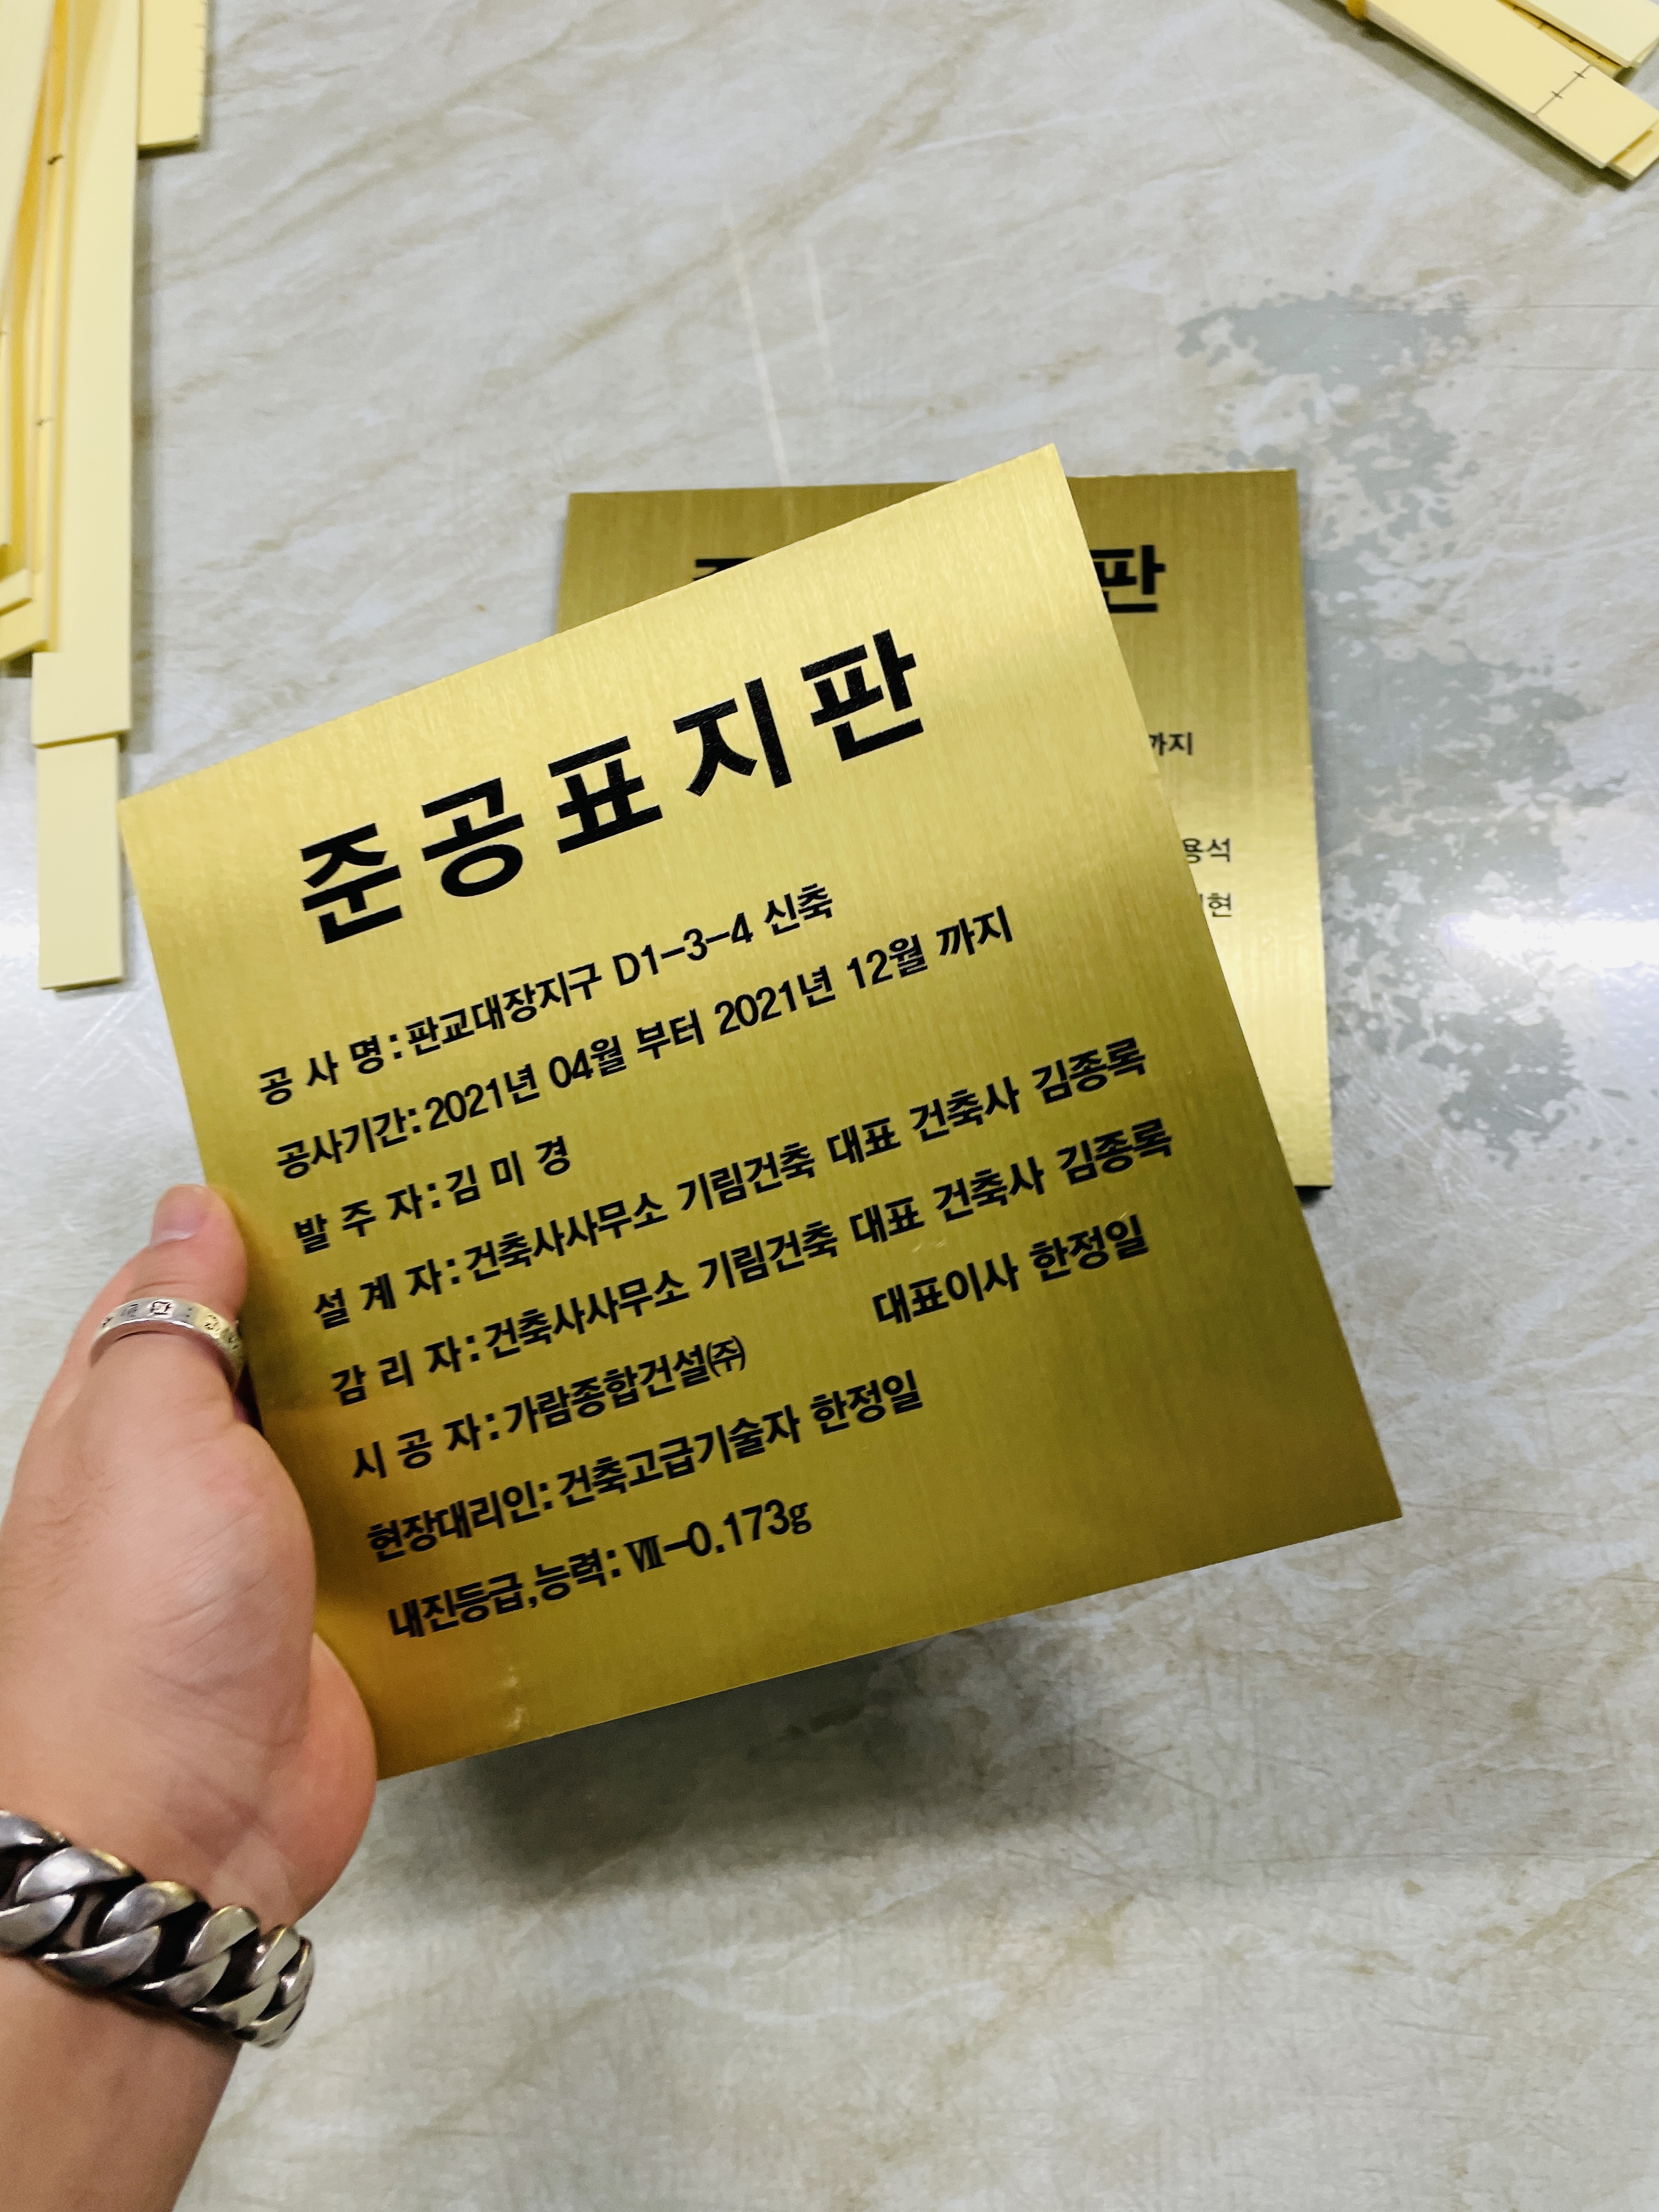 준공표지판
공 사 명 : 판교대장지구 D1-3-4 신축
공사기간: 2021년 04월 부터 2021년 12월 까지
발 주 자 : 김 미 경
설 계 자 : 건축사사무소 기림건축 대표 건축사 김종록
감 리 자 : 건축사사무소 기림건축 대표 건축사 김종록
시 공 자 : 가람종합건설㈜ 대표이사 한정일
현장대리인: 건축고급기술자 한정일
내진등급,능력: Ⅶ-0.173g
판
까지
용석
현